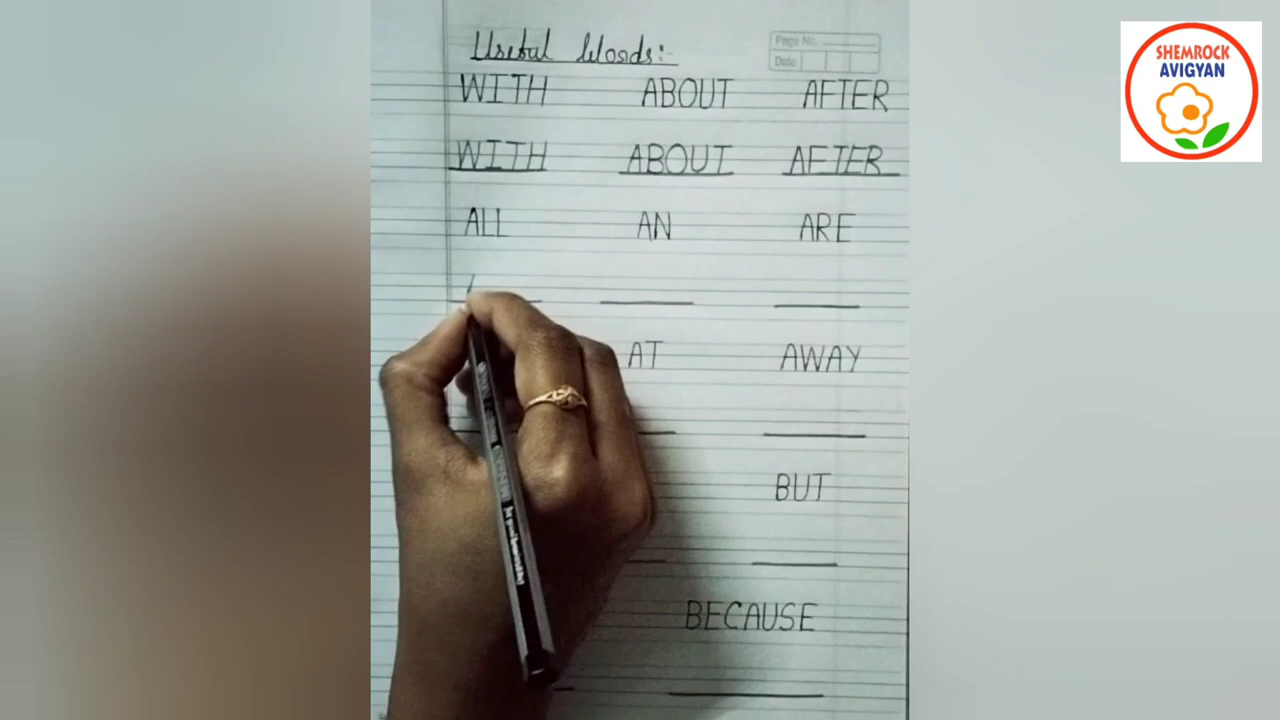 Useful Words:-
Page No.
Date
SHEMROCK
AVIGYAN
WITH ABOUT AFTER
WITH ABOUT AFTER
ALL AN ARE
AT AWAY
BUT
BECAUSE